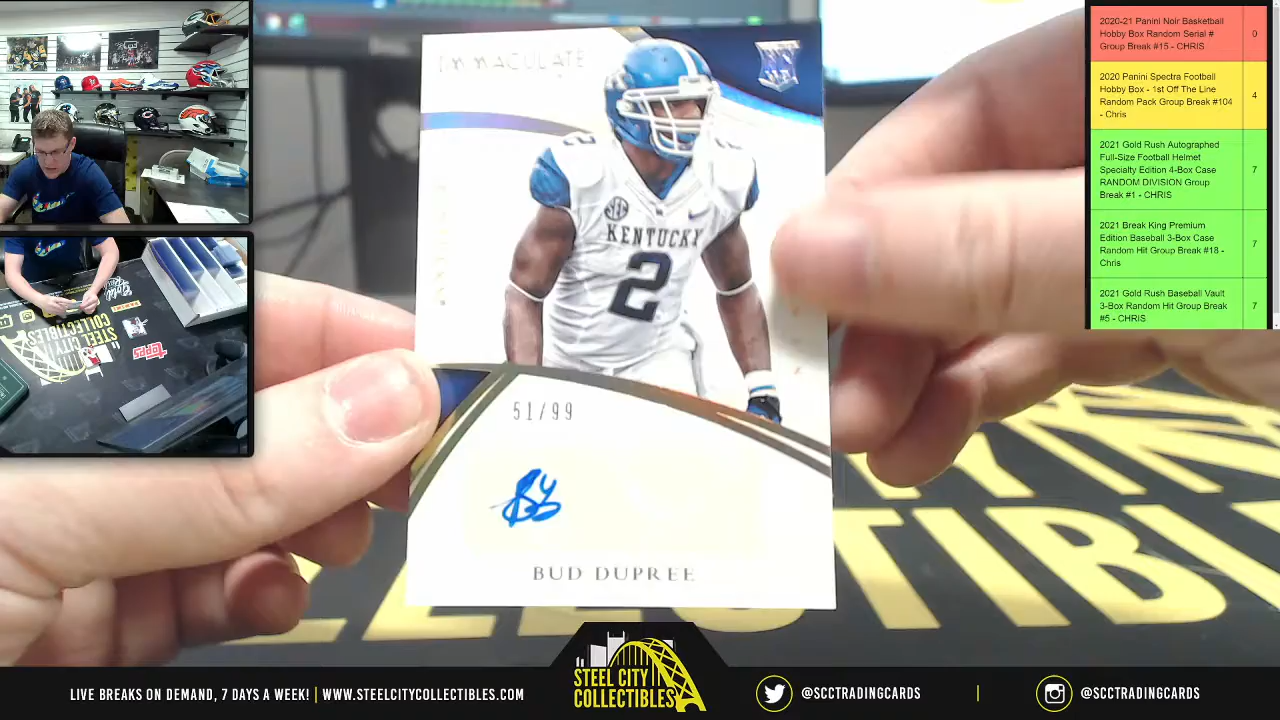 IMMACULATE
RC
SEC
KENTUCKY
2
2
2
51/99
BUD DUPREE
STEEL CITY
COLLECTIBLES
topps
2020-21 Panini Noir Basketball
Hobby Box Random Serial #
Group Break #15 - CHRIS
0
2020 Panini Spectra Football
Hobby Box - 1st Off The Line
Random Pack Group Break #104
- Chris
4
2021 Gold Rush Autographed
Full-Size Football Helmet
Specialty Edition 4-Box Case
RANDOM DIVISION Group
Break #1 - CHRIS
7
2021 Break King Premium
Edition Baseball 3-Box Case
Random Hit Group Break #18 -
Chris
7
2021 Gold Rush Baseball Vault
3-Box Random Hit Group Break
#5 - CHRIS
7
LIVE BREAKS ON DEMAND, 7 DAYS A WEEK! | WWW.STEELCITYCOLLECTIBLES.COM
STEEL CITY
COLLECTIBLES
@SCCTRADINGCARDS
@SCCTRADINGCARDS